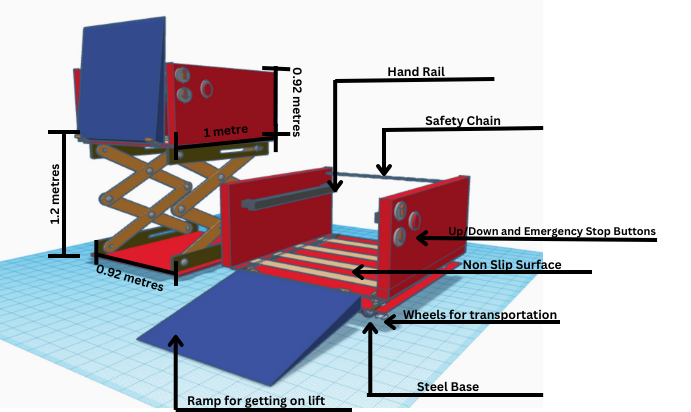 Hand Rail
0.92 metres
1 metre
Safety Chain
1.2 metres
Up/Down and Emergency Stop Buttons
Non Slip Surface
0.92 metres
Wheels for transportation
Steel Base
Ramp for getting on lift